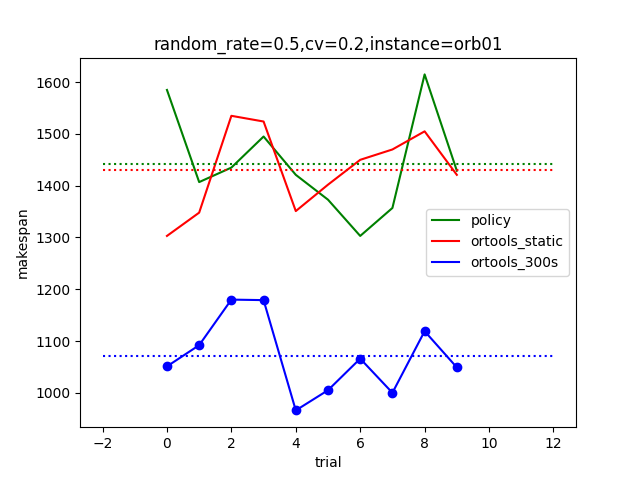 random_rate=0.5,cv=0.2,instance=orb01
1600
1500
1400
1300
1200
1100
1000
makespan
policy
ortools_static
ortools_300s
−2 0 2 4 6 8 10 12
trial